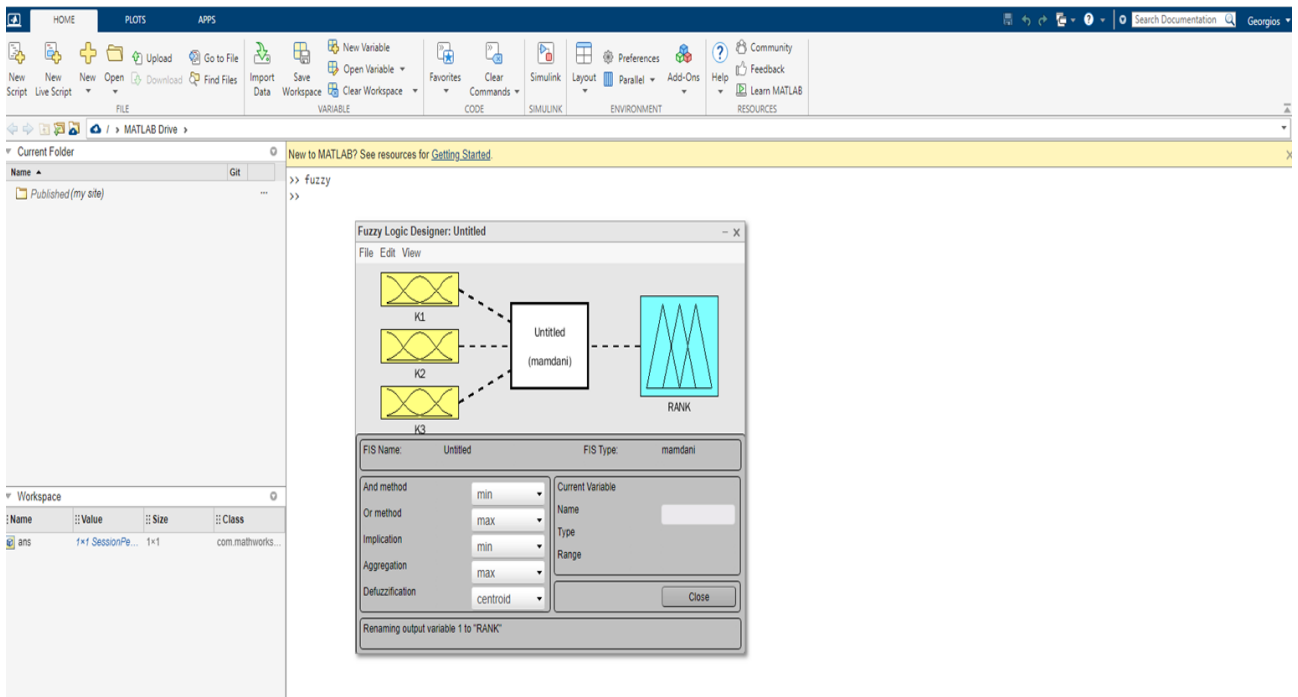 HOME PLOTS APPS
Search Documentation
Georgios
New Script
New Live Script
New
Open
Upload
Download
Go to File
Find Files
FILE
Import Data
Save Workspace
New Variable
Open Variable
Clear Workspace
VARIABLE
Favorites
Clear Commands
CODE
Simulink
SIMULINK
Layout
Preferences
Parallel
Add-Ons
ENVIRONMENT
Help
Community
Feedback
Learn MATLAB
RESOURCES
/ › MATLAB Drive ›
Current Folder
Name Git
Published (my site) ...
New to MATLAB? See resources for Getting Started.
>> fuzzy
>>
Fuzzy Logic Designer: Untitled
File Edit View
K1
K2
K3
Untitled
(mamdani)
RANK
FIS Name: Untitled FIS Type: mamdani
And method min
Or method max
Implication min
Aggregation max
Defuzzification centroid
Current Variable
Name
Type
Range
Close
Renaming output variable 1 to "RANK"
Workspace
Name Value Size Class
ans 1×1 SessionPe... 1×1 com.mathworks...